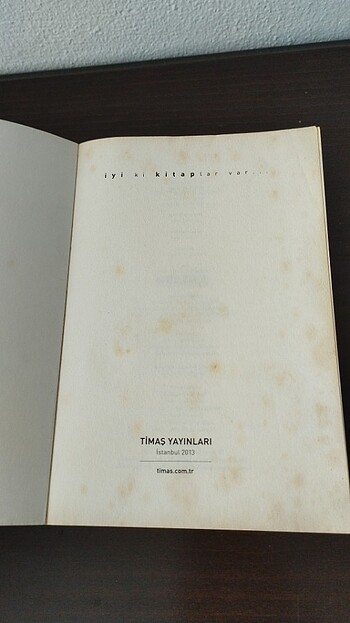 iyi ki kitaplar var...
TİMAŞ YAYINLARI
İstanbul 2013
timas.com.tr